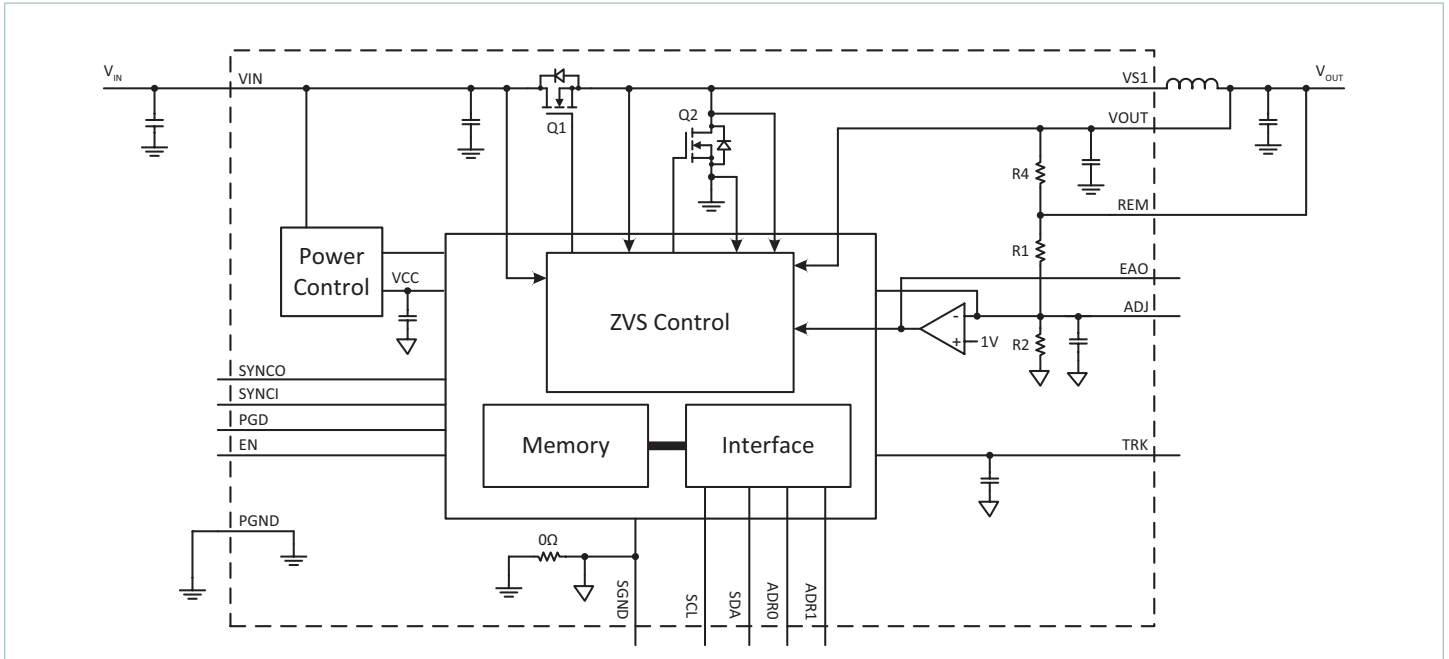 VIN
VIN
Q1
Q2
VS1
VOUT
VOUT
R4
REM
R1
EAO
ADJ
Power
Control
VCC
ZVS Control
-
+
1V
R2
SYNCO
SYNCI
PGD
EN
Memory
Interface
TRK
PGND
0Ω
SGND
SCL
SDA
ADR0
ADR1